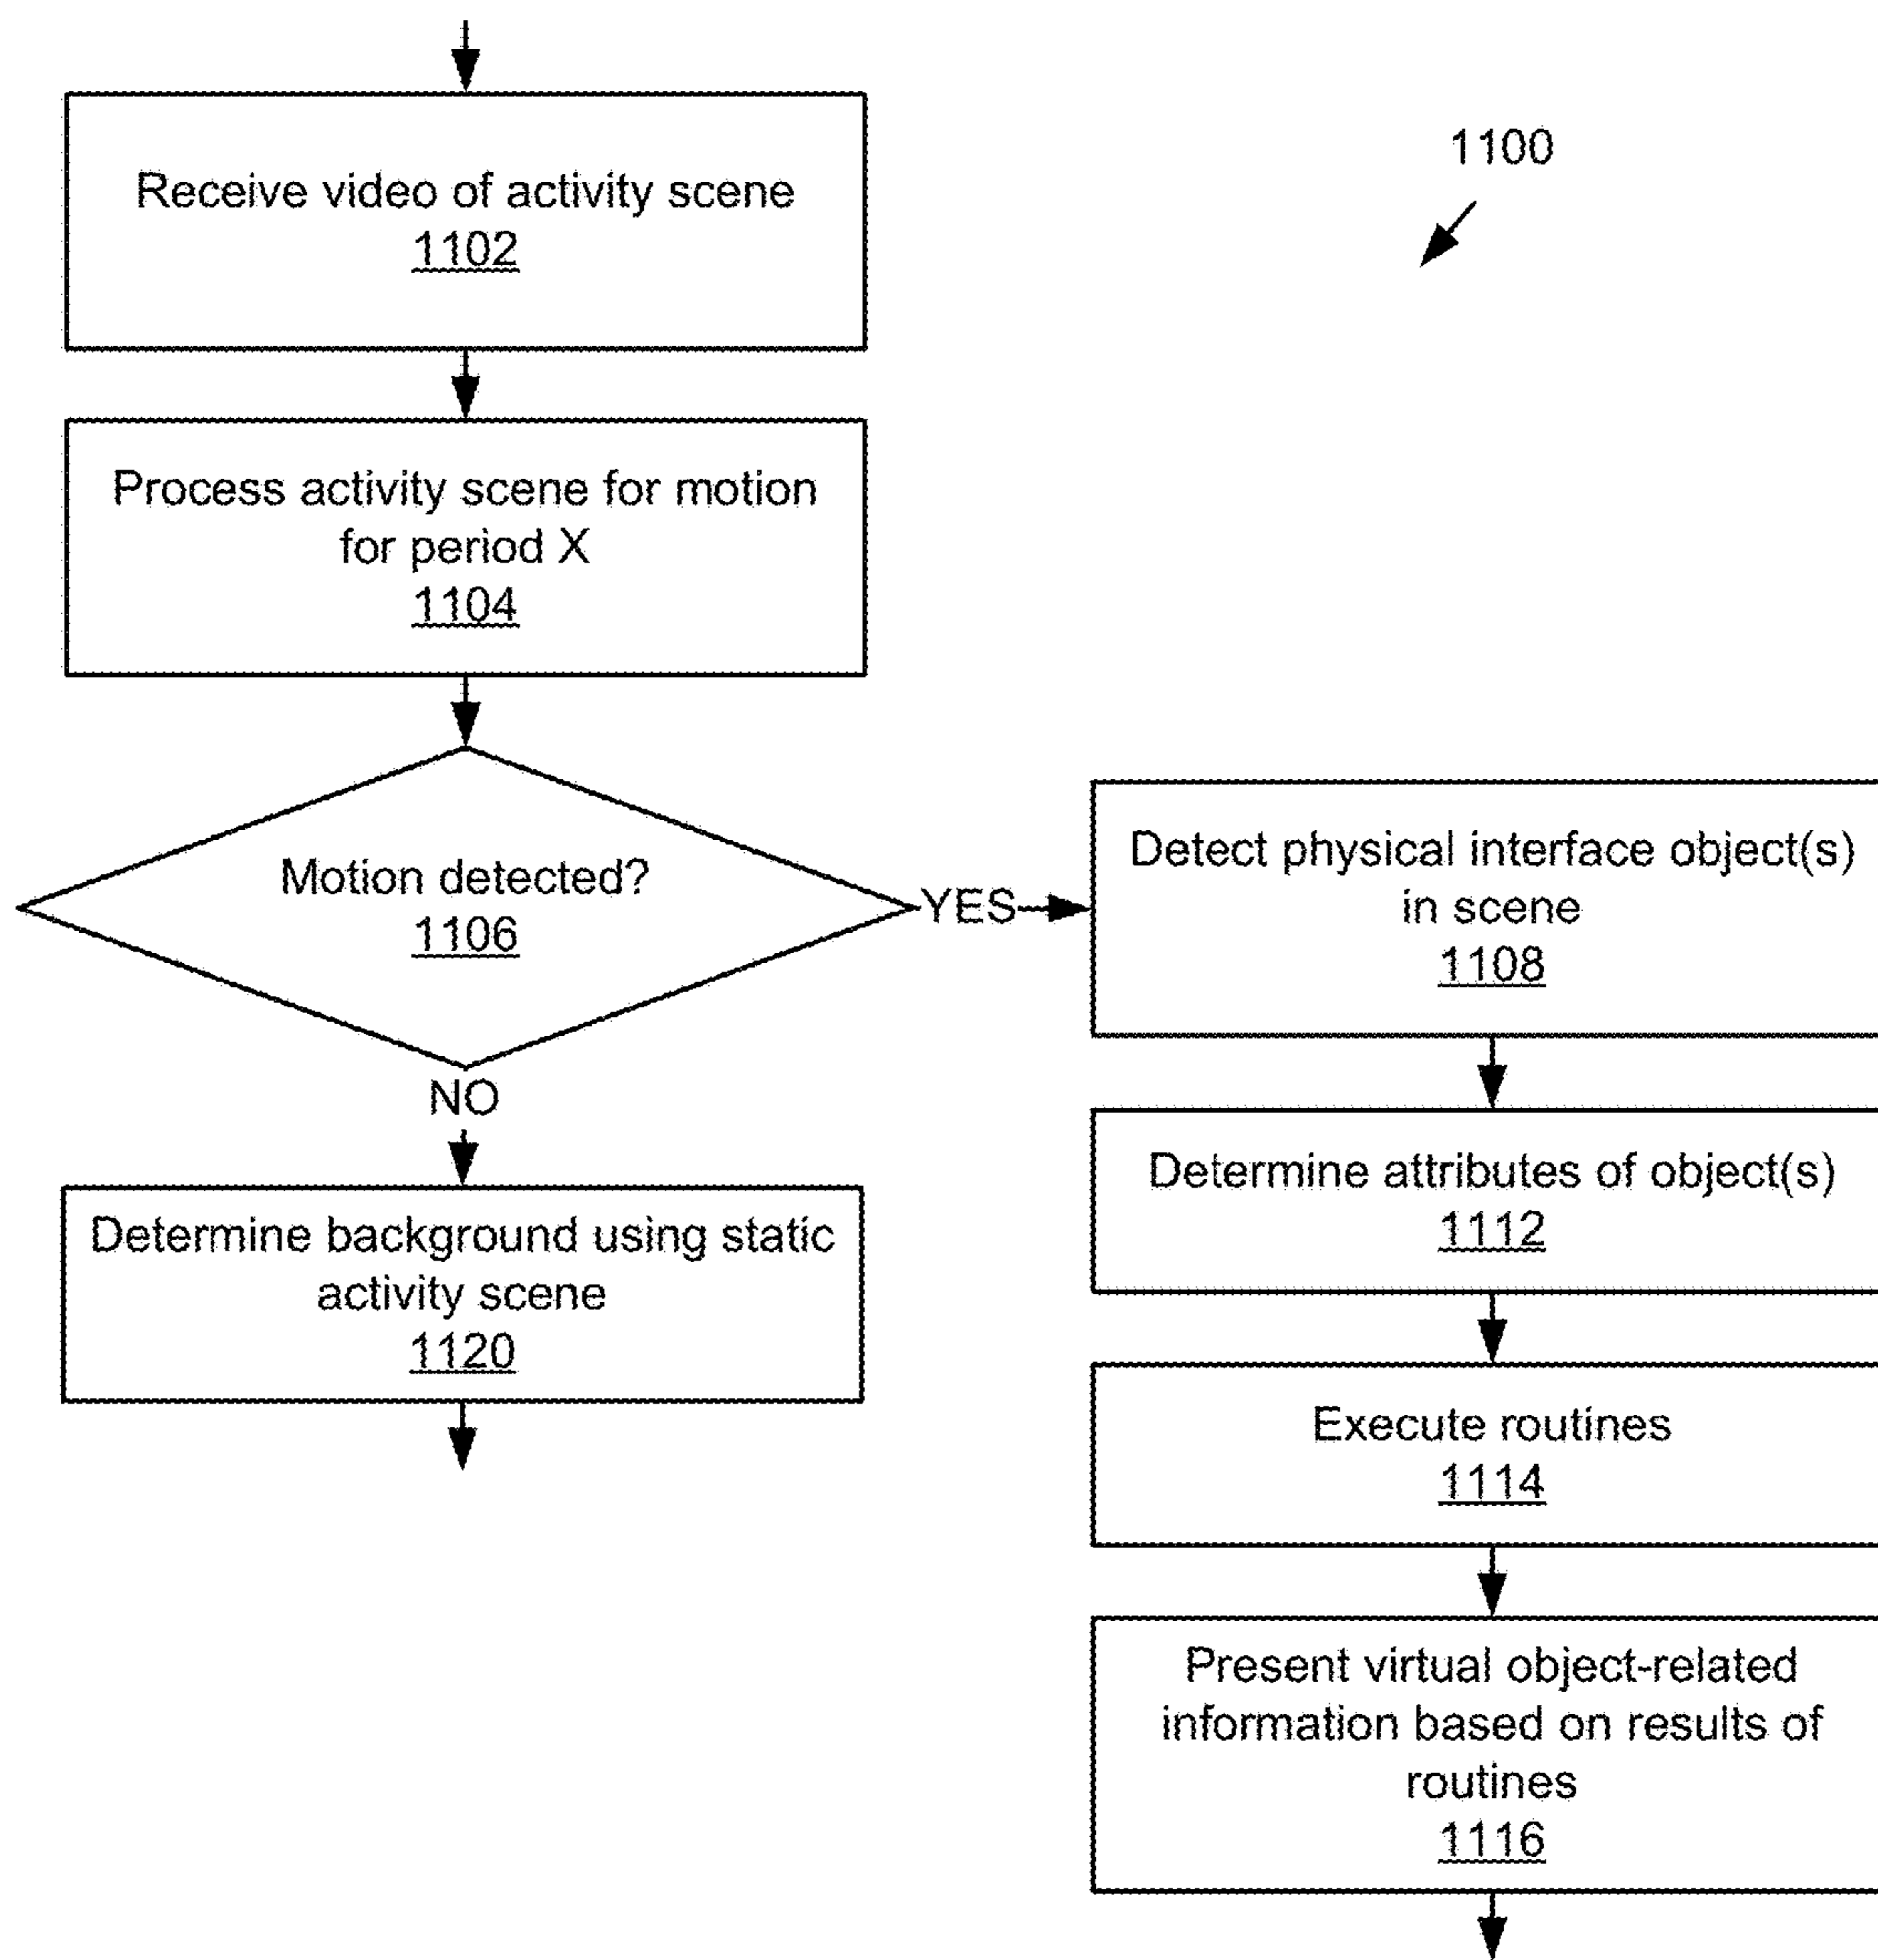 1100
Receive video of activity scene
1102
Process activity scene for motion
for period X
1104
Motion detected?
1106
YES
NO
Detect physical interface object(s)
in scene
1108
Determine attributes of object(s)
1112
Execute routines
1114
Present virtual object-related
information based on results of
routines
1116
Determine background using static
activity scene
1120